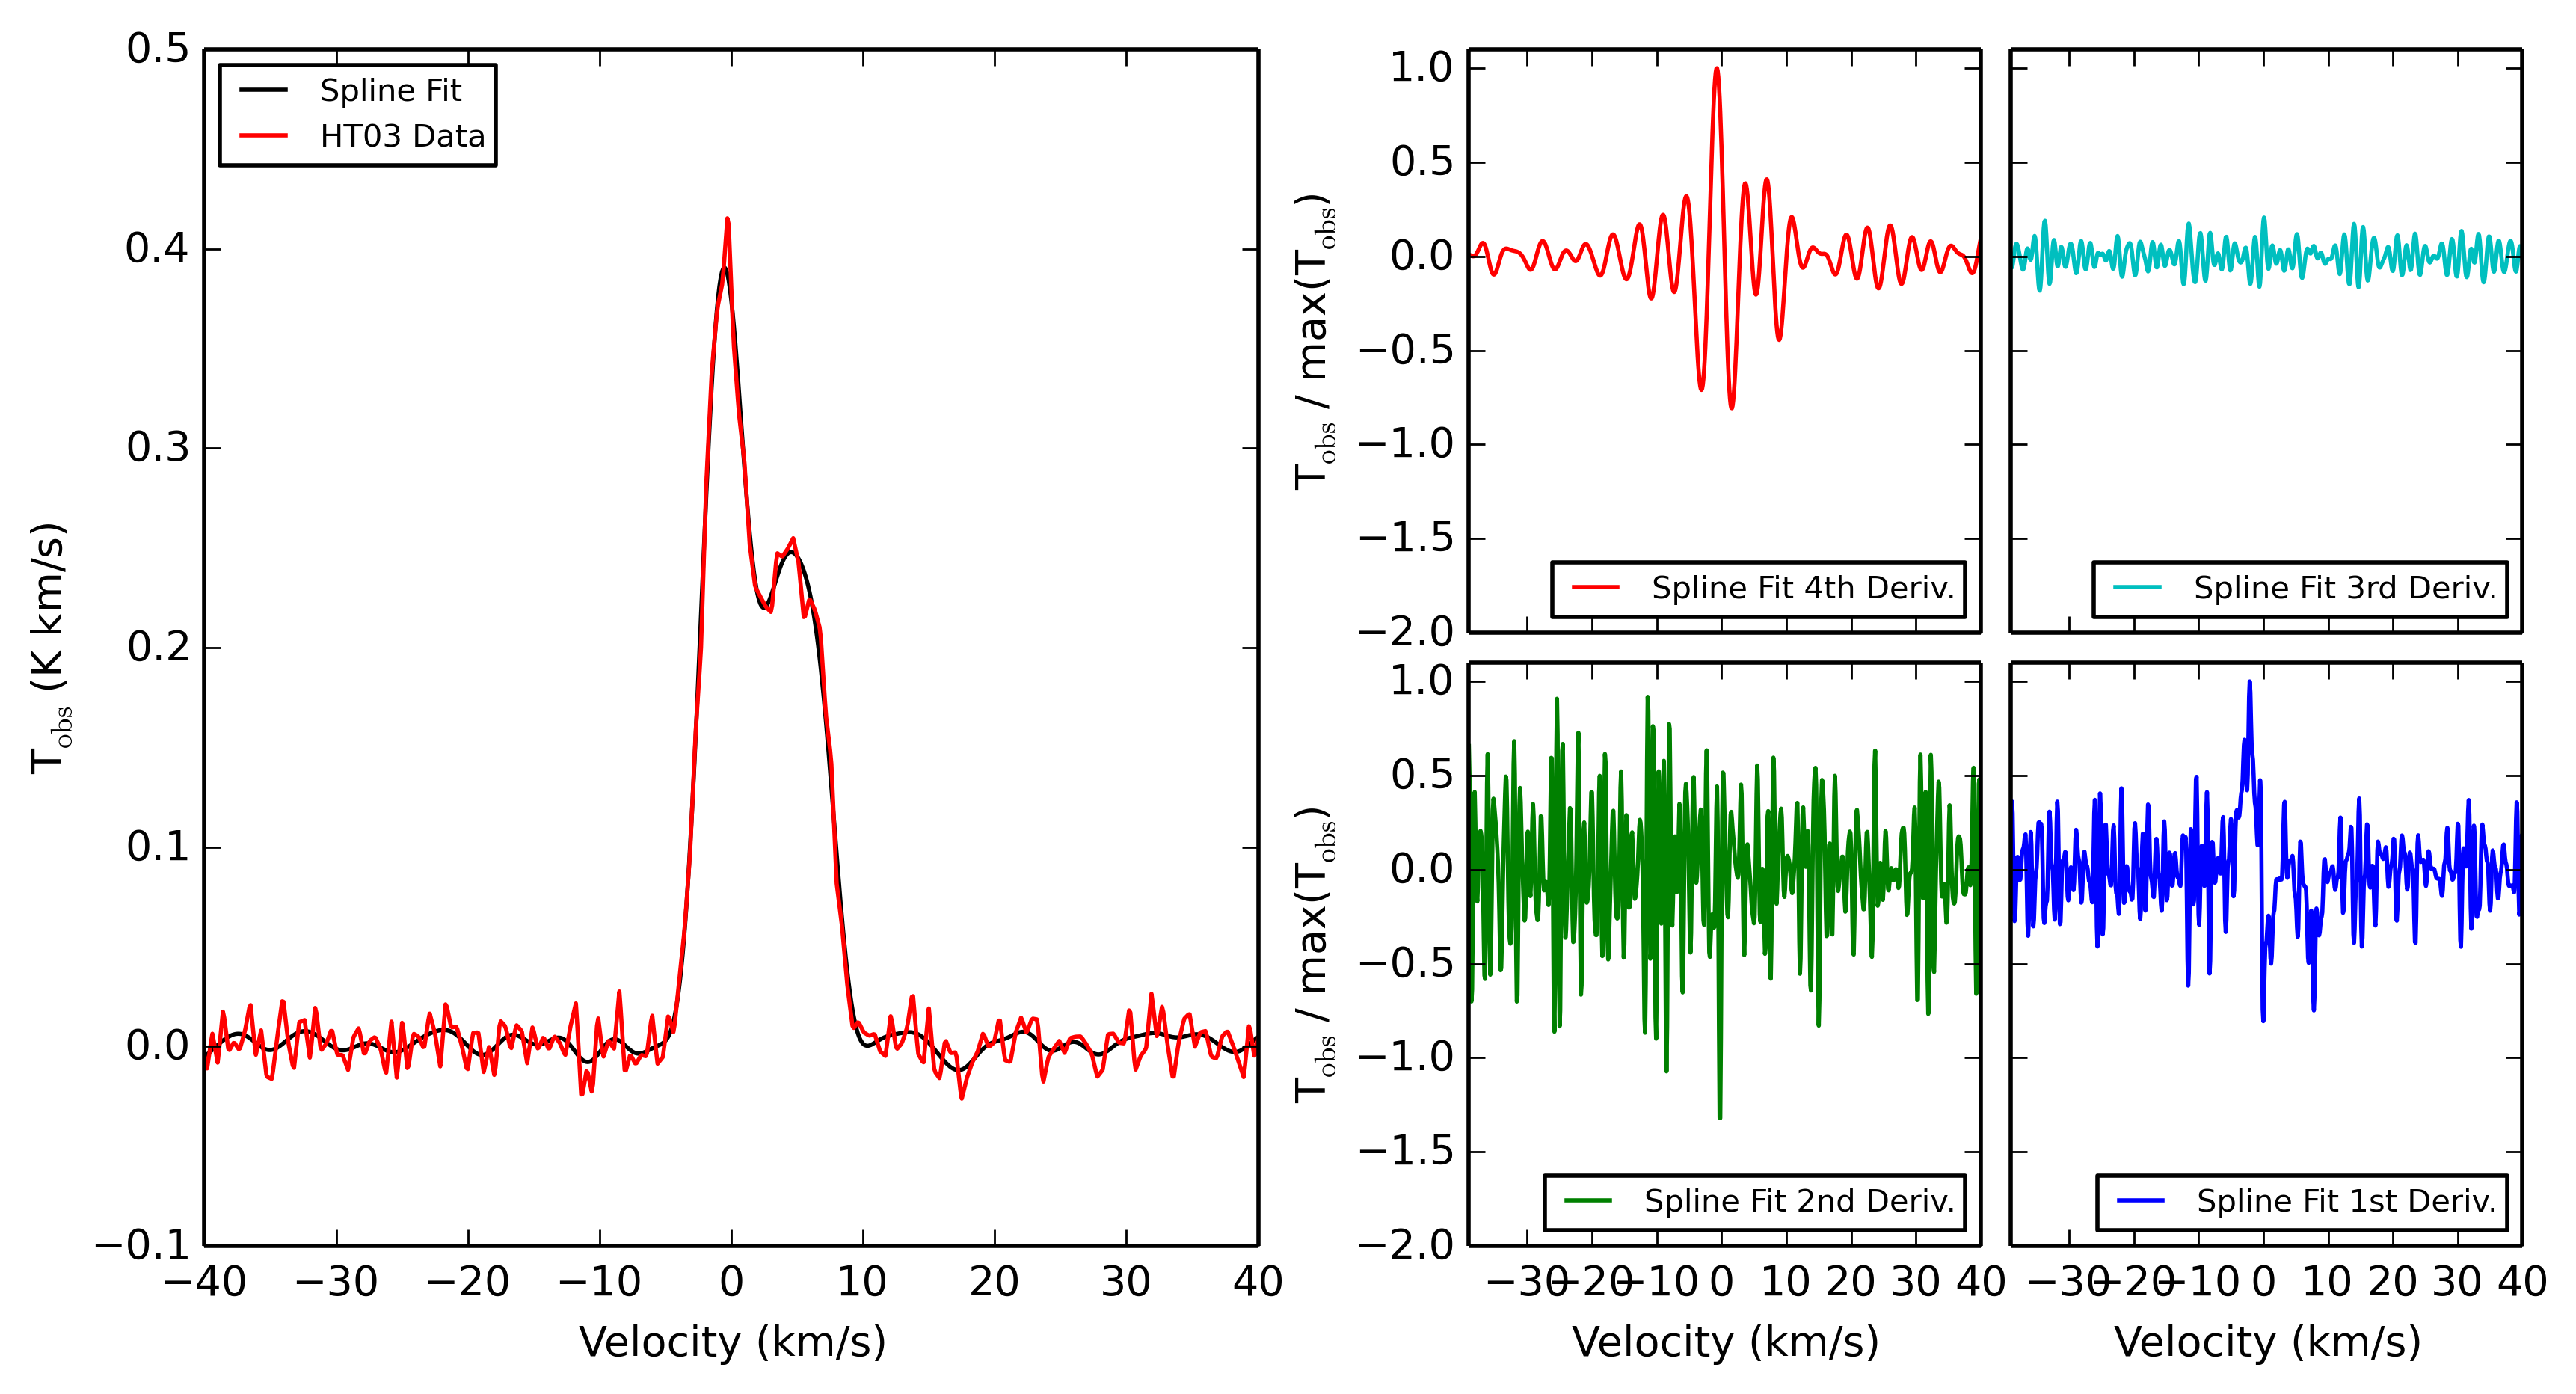 0.5
0.4
0.3
0.2
0.1
0.0
−0.1
T_obs (K km/s)
Spline Fit
HT03 Data
−40 −30 −20 −10 0 10 20 30 40
Velocity (km/s)
1.0
0.5
0.0
−0.5
−1.0
−1.5
−2.0
T_obs / max(T_obs)
Spline Fit 4th Deriv.
Spline Fit 3rd Deriv.
1.0
0.5
0.0
−0.5
−1.0
−1.5
−2.0
T_obs / max(T_obs)
Spline Fit 2nd Deriv.
−30 −20 −10 0 10 20 30 40
Velocity (km/s)
Spline Fit 1st Deriv.
−30 −20 −10 0 10 20 30 40
Velocity (km/s)